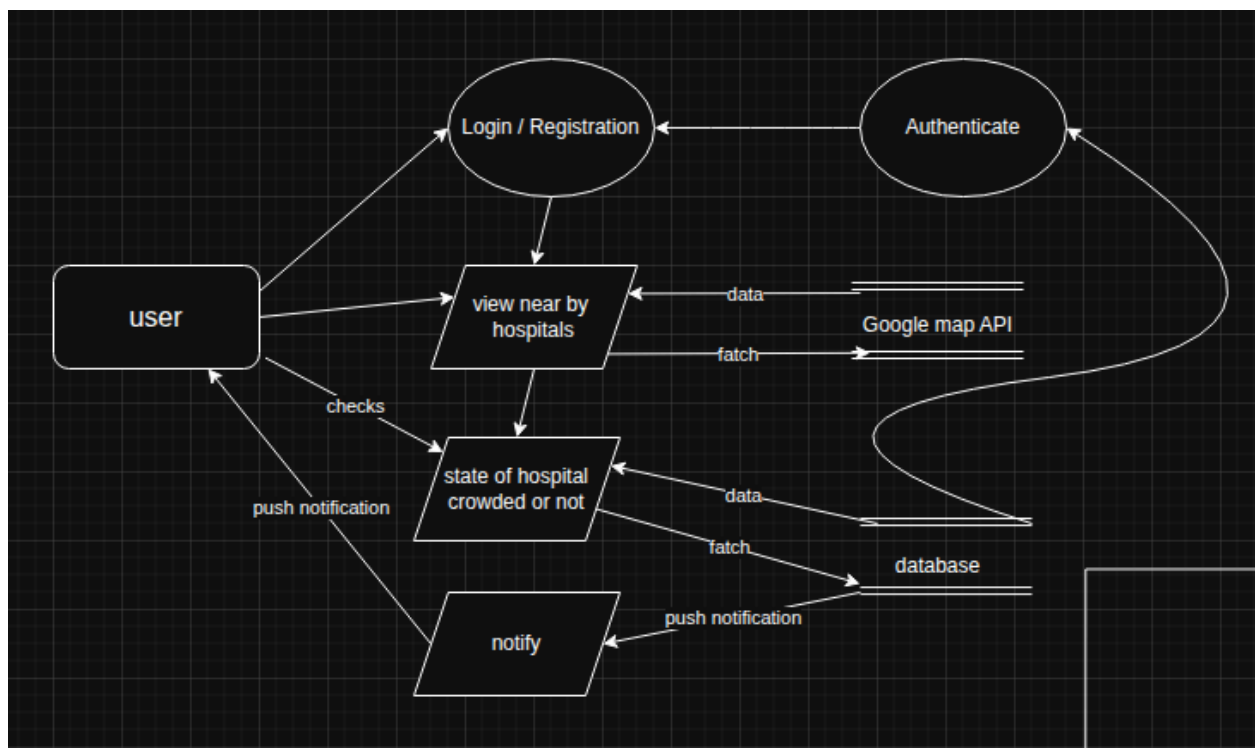 Login / Registration
Authenticate
user
view near by
hospitals
data
Google map API
fatch
checks
state of hospital
crowded or not
data
push notification
fatch
database
push notification
notify